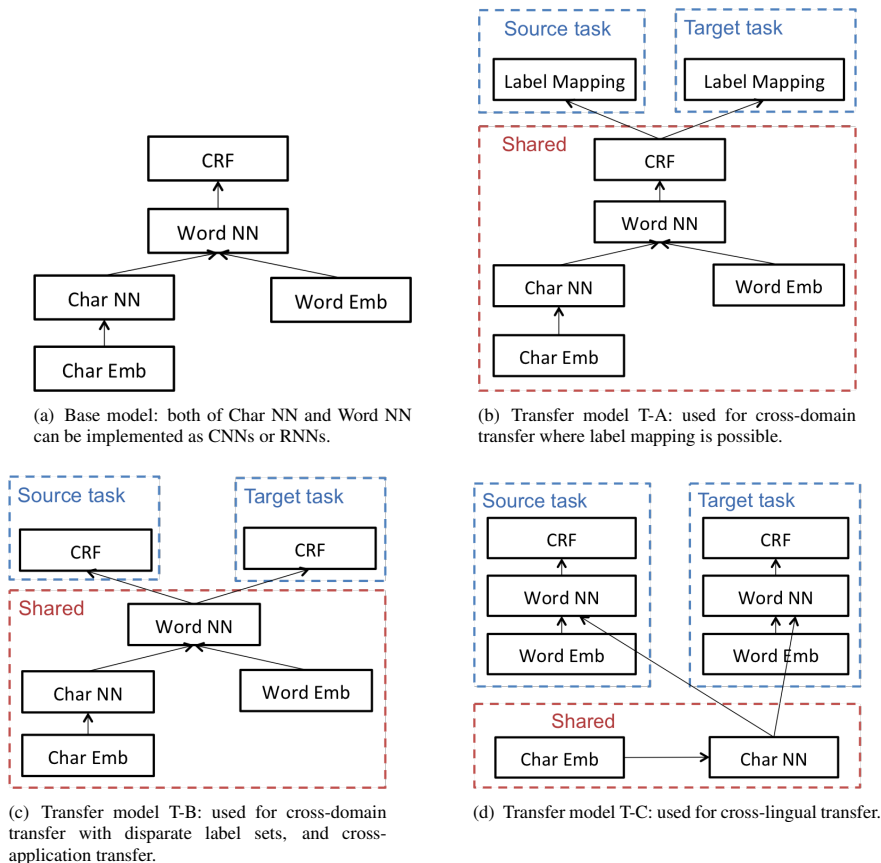 CRF
Word NN
Char NN
Word Emb
Char Emb
(a) Base model: both of Char NN and Word NN
can be implemented as CNNs or RNNs.
Source task
Target task
Label Mapping
Label Mapping
Shared
CRF
Word NN
Char NN
Word Emb
Char Emb
(b) Transfer model T-A: used for cross-domain
transfer where label mapping is possible.
Source task
Target task
CRF
CRF
Shared
Word NN
Char NN
Word Emb
Char Emb
(c) Transfer model T-B: used for cross-domain
transfer with disparate label sets, and cross-
application transfer.
Source task
Target task
CRF
CRF
Word NN
Word NN
Word Emb
Word Emb
Shared
Char Emb
Char NN
(d) Transfer model T-C: used for cross-lingual transfer.